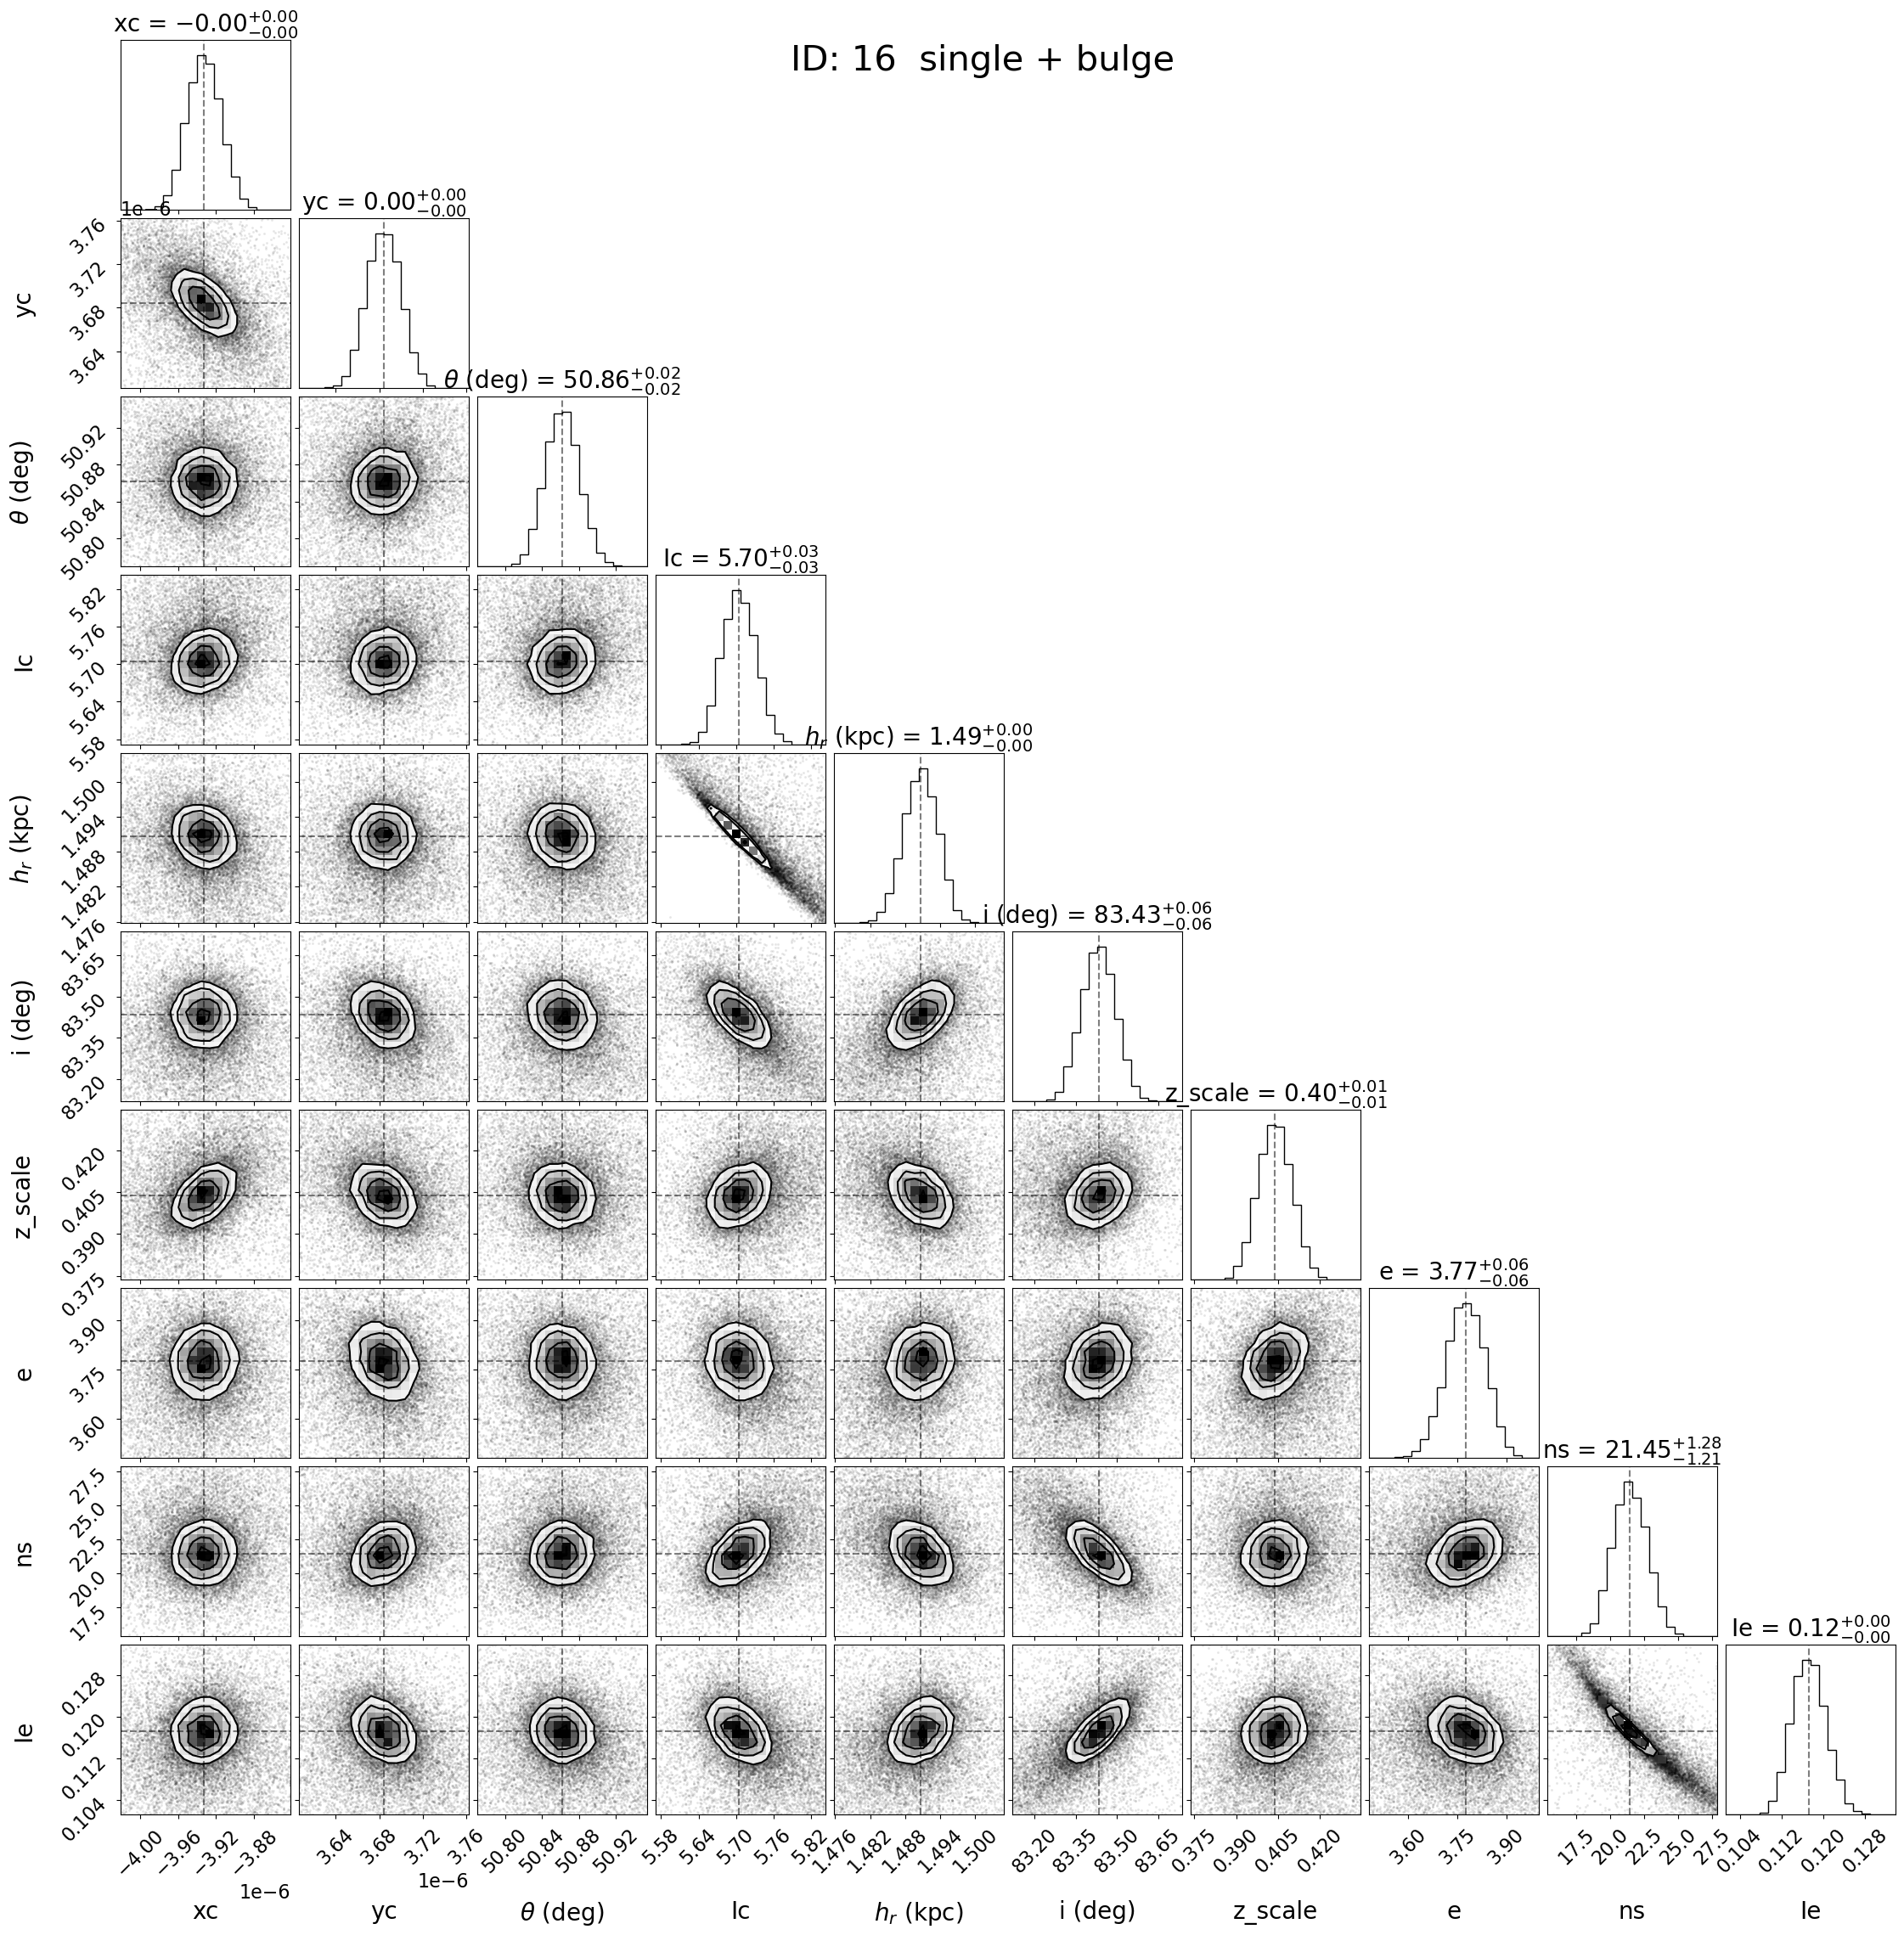 ID: 16 single + bulge
xc = −0.00+0.00−0.00
1e−6
yc = 0.00+0.00−0.00
yc
3.76
3.72
3.68
3.64
θ (deg) = 50.86+0.02−0.02
θ (deg)
50.92
50.88
50.84
50.80
Ic = 5.70+0.03−0.03
Ic
5.82
5.76
5.70
5.64
5.58
hr (kpc) = 1.49+0.00−0.00
hr (kpc)
1.500
1.494
1.488
1.482
1.476
i (deg) = 83.43+0.06−0.06
i (deg)
83.65
83.50
83.35
83.20
z_scale = 0.40+0.01−0.01
z_scale
0.420
0.405
0.390
0.375
e = 3.77+0.06−0.06
e
3.90
3.75
3.60
ns = 21.45+1.28−1.21
ns
27.5
25.0
22.5
20.0
17.5
Ie = 0.12+0.00−0.00
Ie
0.128
0.120
0.112
0.104
−4.00 −3.96 −3.92 −3.88 3.64 3.68 3.72 3.76 50.80 50.84 50.88 50.92 5.58 5.64 5.70 5.76 5.82 1.476 1.482 1.488 1.494 1.500 83.20 83.35 83.50 83.65 0.375 0.390 0.405 0.420 3.60 3.75 3.90 17.5 20.0 22.5 25.0 27.5 0.104 0.112 0.120 0.128
1e−6 1e−6
xc yc θ (deg) Ic hr (kpc) i (deg) z_scale e ns Ie